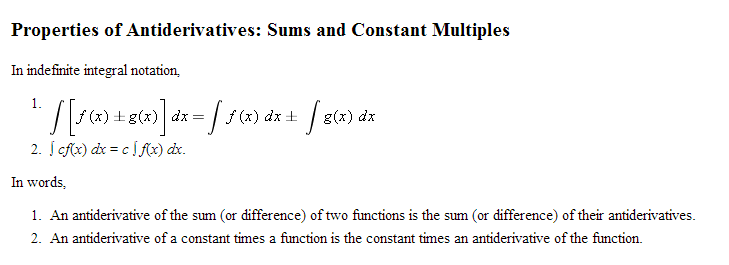 Properties of Antiderivatives: Sums and Constant Multiples
In indefinite integral notation,
1. ∫ [f (x) ± g(x)] dx = ∫ f (x) dx ± ∫ g(x) dx
2. ∫ cf(x) dx = c ∫ f(x) dx.
In words,
1. An antiderivative of the sum (or difference) of two functions is the sum (or difference) of their antiderivatives.
2. An antiderivative of a constant times a function is the constant times an antiderivative of the function.